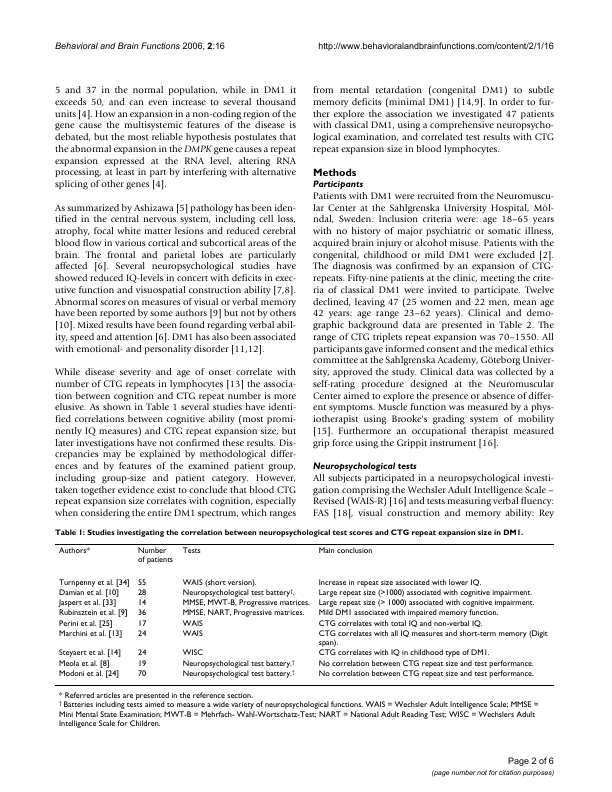 Behavioral and Brain Functions 2006, 2:16
http://www.behavioralandbrainfunctions.com/content/2/1/16
5 and 37 in the normal population, while in DM1 it
exceeds 50, and can even increase to several thousand
units [4]. How an expansion in a non-coding region of the
gene cause the multisystemic features of the disease is
debated, but the most reliable hypothesis postulates that
the abnormal expansion in the DMPK gene causes a repeat
expansion expressed at the RNA level, altering RNA
processing, at least in part by interfering with alternative
splicing of other genes [4].
As summarized by Ashizawa [5] pathology has been iden-
tified in the central nervous system, including cell loss,
atrophy, focal white matter lesions and reduced cerebral
blood flow in various cortical and subcortical areas of the
brain. The frontal and parietal lobes are particularly
affected [6]. Several neuropsychological studies have
showed reduced IQ-levels in concert with deficits in exec-
utive function and visuospatial construction ability [7,8].
Abnormal scores on measures of visual or verbal memory
have been reported by some authors [9] but not by others
[10]. Mixed results have been found regarding verbal abil-
ity, speed and attention [6]. DM1 has also been associated
with emotional- and personality disorder [11,12].
While disease severity and age of onset correlate with
number of CTG repeats in lymphocytes [13] the associa-
tion between cognition and CTG repeat number is more
elusive. As shown in Table 1 several studies have identi-
fied correlations between cognitive ability (most promi-
nently IQ measures) and CTG repeat expansion size, but
later investigations have not confirmed these results. Dis-
crepancies may be explained by methodological differ-
ences and by features of the examined patient group,
including group-size and patient category. However,
taken together evidence exist to conclude that blood CTG
repeat expansion size correlates with cognition, especially
when considering the entire DM1 spectrum, which ranges
from mental retardation (congenital DM1) to subtle
memory deficits (minimal DM1) [14,9]. In order to fur-
ther explore the association we investigated 47 patients
with classical DM1, using a comprehensive neuropsycho-
logical examination, and correlated test results with CTG
repeat expansion size in blood lymphocytes.
Methods
Participants
Patients with DM1 were recruited from the Neuromuscu-
lar Center at the Sahlgrenska University Hospital, Möl-
ndal, Sweden. Inclusion criteria were: age 18–65 years
with no history of major psychiatric or somatic illness,
acquired brain injury or alcohol misuse. Patients with the
congenital, childhood or mild DM1 were excluded [2].
The diagnosis was confirmed by an expansion of CTG-
repeats. Fifty-nine patients at the clinic, meeting the crite-
ria of classical DM1 were invited to participate. Twelve
declined, leaving 47 (25 women and 22 men, mean age
42 years: age range 23–62 years). Clinical and demo-
graphic background data are presented in Table 2. The
range of CTG triplets repeat expansion was 70–1550. All
participants gave informed consent and the medical ethics
committee at the Sahlgrenska Academy, Göteborg Univer-
sity, approved the study. Clinical data was collected by a
self-rating procedure designed at the Neuromuscular
Center aimed to explore the presence or absence of differ-
ent symptoms. Muscle function was measured by a phys-
iotherapist using Brooke's grading system of mobility
[15]. Furthermore an occupational therapist measured
grip force using the Grippit instrument [16].
Neuropsychological tests
All subjects participated in a neuropsychological investi-
gation comprising the Wechsler Adult Intelligence Scale –
Revised (WAIS-R) [16] and tests measuring verbal fluency:
FAS [18], visual construction and memory ability: Rey
Table 1: Studies investigating the correlation between neuropsychological test scores and CTG repeat expansion size in DM1.
Authors* Number of patients Tests Main conclusion
Turnpenny et al. [34] 55 WAIS (short version). Increase in repeat size associated with lower IQ.
Damian et al. [10] 28 Neuropsychological test battery†. Large repeat size (>1000) associated with cognitive impairment.
Jaspert et al. [33] 14 MMSE, MWT-B, Progressive matrices. Large repeat size (> 1000) associated with cognitive impairment.
Rubinsztein et al. [9] 36 MMSE, NART, Progressive matrices. Mild DM1 associated with impaired memory function.
Perini et al. [25] 17 WAIS CTG correlates with total IQ and non-verbal IQ.
Marchini et al. [13] 24 WAIS CTG correlates with all IQ measures and short-term memory (Digit
span).
Steyaert et al. [14] 24 WISC CTG correlates with IQ in childhood type of DM1.
Meola et al. [8] 19 Neuropsychological test battery.† No correlation between CTG repeat size and test performance.
Modoni et al. [24] 70 Neuropsychological test battery.† No correlation between CTG repeat size and test performance.
* Referred articles are presented in the reference section.
† Batteries including tests aimed to measure a wide variety of neuropsychological functions. WAIS = Wechsler Adult Intelligence Scale; MMSE =
Mini Mental State Examination; MWT-B = Mehrfach- Wahl-Wortschatz-Test; NART = National Adult Reading Test; WISC = Wechslers Adult
Intelligence Scale for Children.
Page 2 of 6
(page number not for citation purposes)